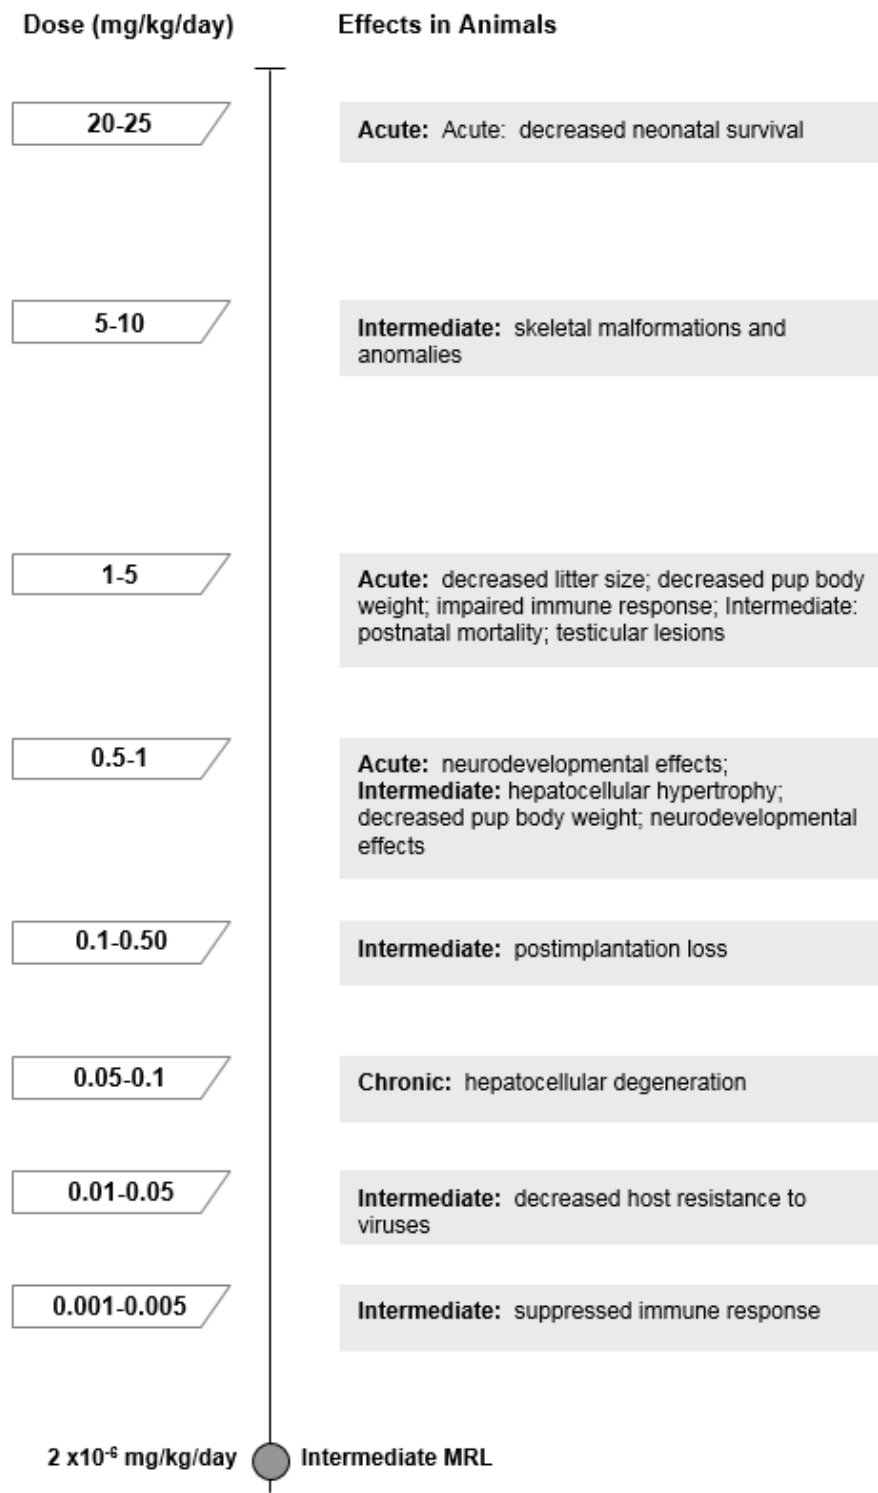 Dose (mg/kg/day) Effects in Animals
20-25
Acute: Acute: decreased neonatal survival
5-10
Intermediate: skeletal malformations and
anomalies
1-5
Acute: decreased litter size; decreased pup body
weight; impaired immune response; Intermediate:
postnatal mortality; testicular lesions
0.5-1
Acute: neurodevelopmental effects;
Intermediate: hepatocellular hypertrophy;
decreased pup body weight; neurodevelopmental
effects
0.1-0.50
Intermediate: postimplantation loss
0.05-0.1
Chronic: hepatocellular degeneration
0.01-0.05
Intermediate: decreased host resistance to
viruses
0.001-0.005
Intermediate: suppressed immune response
2 x10⁻⁶ mg/kg/day Intermediate MRL